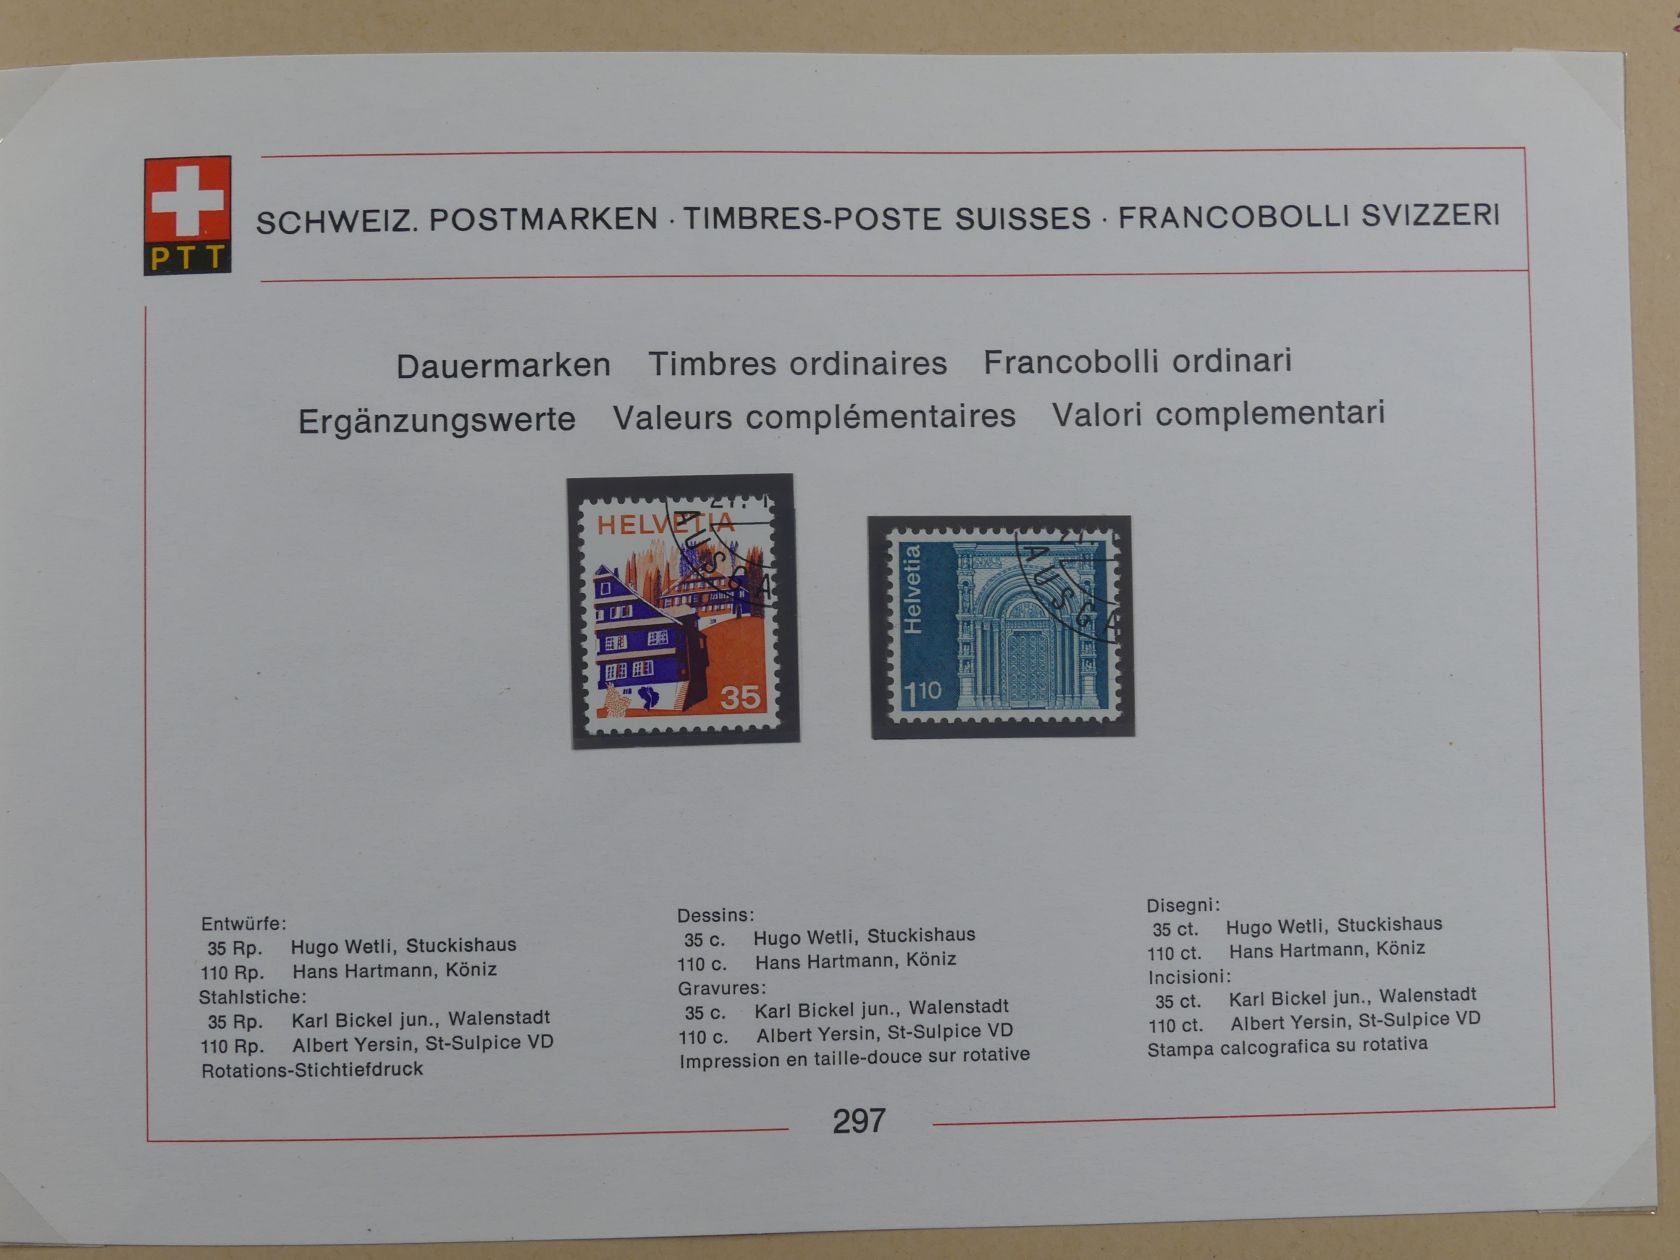 PTT
SCHWEIZ. POSTMARKEN · TIMBRES-POSTE SUISSES · FRANCOBOLLI SVIZZERI
Dauermarken Timbres ordinaires Francobolli ordinari
Ergänzungswerte Valeurs complémentaires Valori complementari
HELVETIA
AUSGA
35
Helvetia
AUSGA
110
Entwürfe:
35 Rp. Hugo Wetli, Stuckishaus
110 Rp. Hans Hartmann, Köniz
Stahlstiche:
35 Rp. Karl Bickel jun., Walenstadt
110 Rp. Albert Yersin, St-Sulpice VD
Rotations-Stichtiefdruck
Dessins:
35 c. Hugo Wetli, Stuckishaus
110 c. Hans Hartmann, Köniz
Gravures:
35 c. Karl Bickel jun., Walenstadt
110 c. Albert Yersin, St-Sulpice VD
Impression en taille-douce sur rotative
Disegni:
35 ct. Hugo Wetli, Stuckishaus
110 ct. Hans Hartmann, Köniz
Incisioni:
35 ct. Karl Bickel jun., Walenstadt
110 ct. Albert Yersin, St-Sulpice VD
Stampa calcografica su rotativa
297